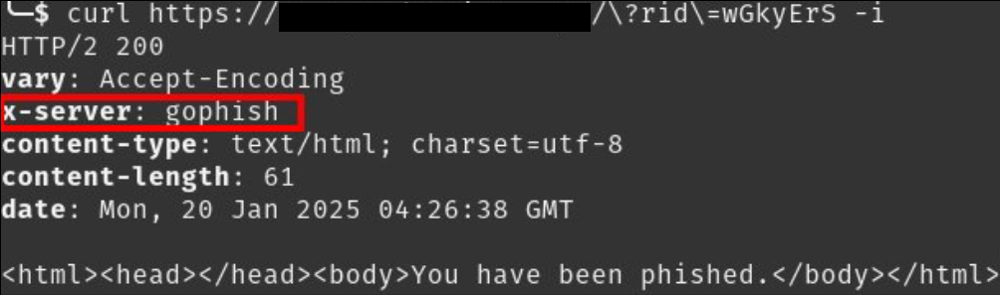 ╰─$ curl https:// /\?rid\=wGkyErS -i
HTTP/2 200
vary: Accept-Encoding
x-server: gophish
content-type: text/html; charset=utf-8
content-length: 61
date: Mon, 20 Jan 2025 04:26:38 GMT
<html><head></head><body>You have been phished.</body></html>